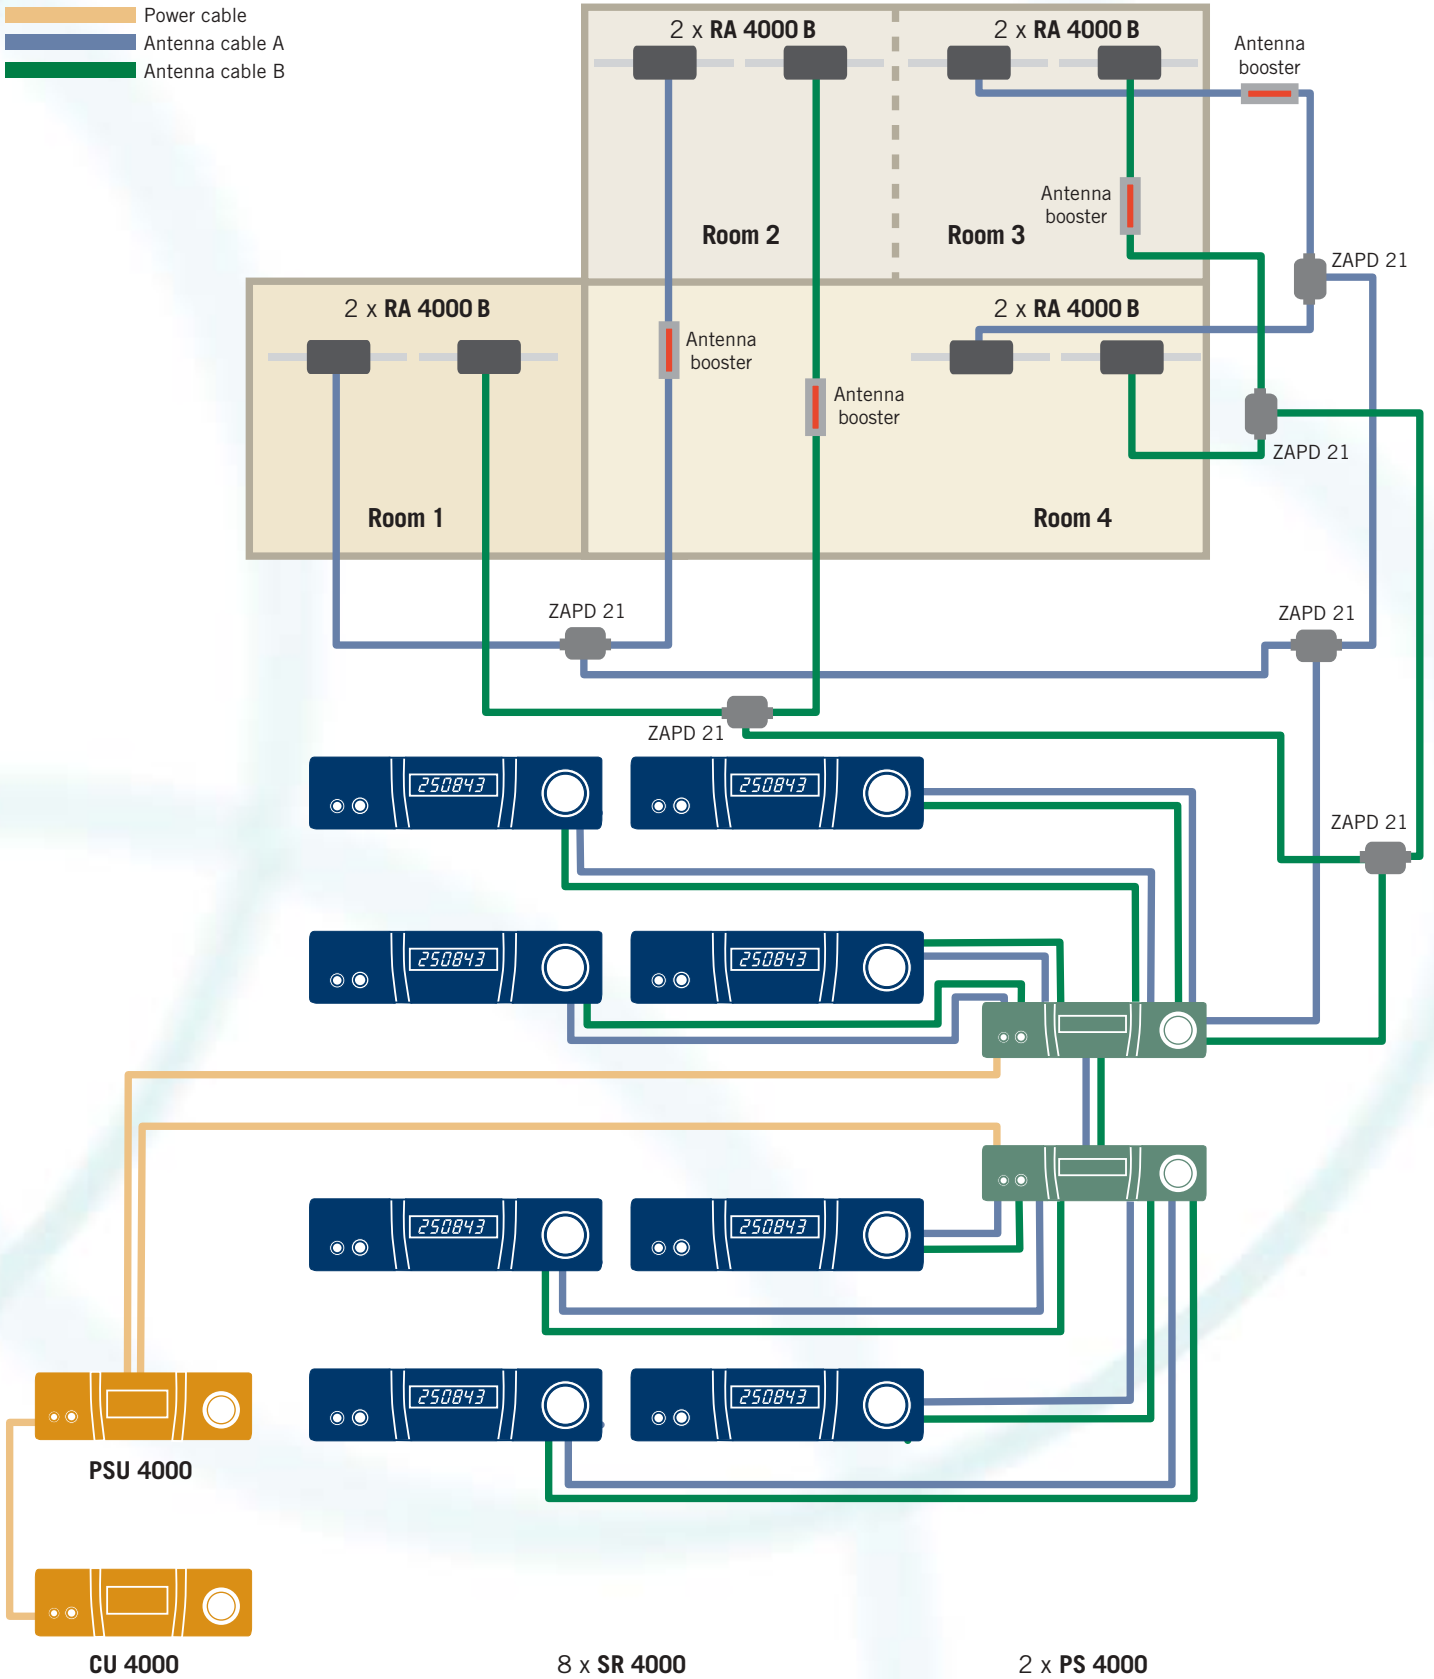 Power cable
Antenna cable A
Antenna cable B
2 x RA 4000 B
2 x RA 4000 B
Antenna
booster
Antenna
booster
Room 2
Room 3
ZAPD 21
2 x RA 4000 B
2 x RA 4000 B
Antenna
booster
Antenna
booster
ZAPD 21
Room 1
Room 4
ZAPD 21
ZAPD 21
ZAPD 21
250843
250843
ZAPD 21
250843
250843
250843
250843
250843
250843
PSU 4000
CU 4000
8 x SR 4000
2 x PS 4000